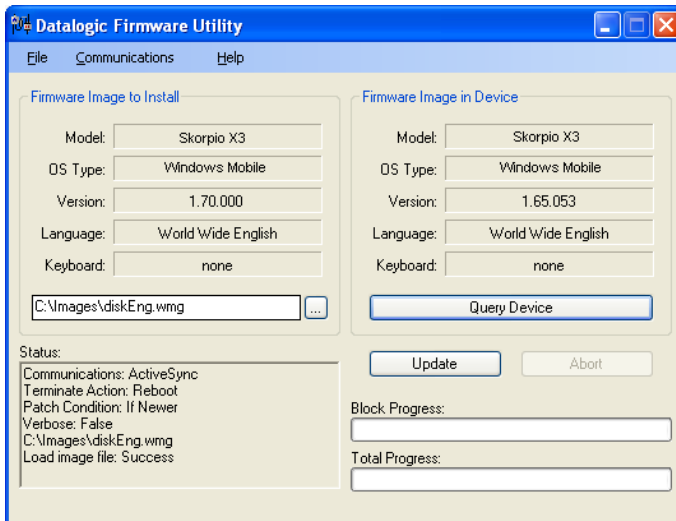 Datalogic Firmware Utility
File Communications Help
Firmware Image to Install
Model: Skorpio X3
OS Type: Windows Mobile
Version: 1.70.000
Language: World Wide English
Keyboard: none
C:\Images\diskEng.wmg ...
Firmware Image in Device
Model: Skorpio X3
OS Type: Windows Mobile
Version: 1.65.053
Language: World Wide English
Keyboard: none
Query Device
Status:
Communications: ActiveSync
Terminate Action: Reboot
Patch Condition: If Newer
Verbose: False
C:\Images\diskEng.wmg
Load image file: Success
Update Abort
Block Progress:
Total Progress: